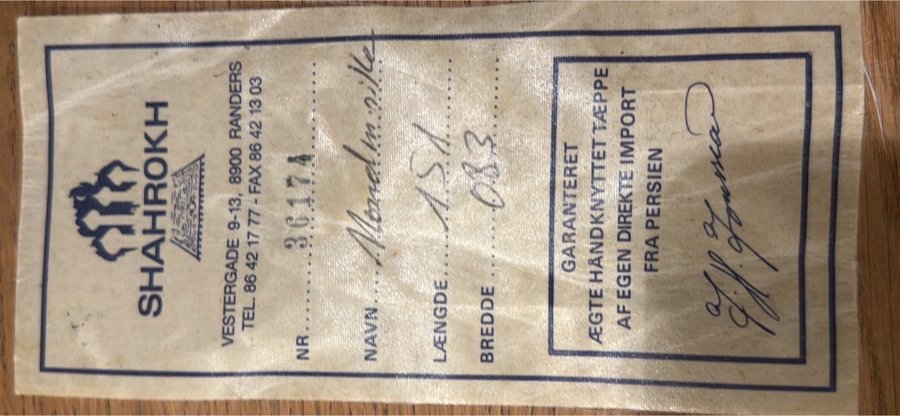 SHAHROKH
VESTERGADE 9-13, 8900 RANDERS
TEL. 86 42 17 77 - FAX 86 42 13 03
NR. 36174
NAVN
LÆNGDE 151
BREDDE 083
GARANTERET
ÆGTE HÅNDKNYTTET TÆPPE
AF EGEN DIREKTE IMPORT
FRA PERSIEN